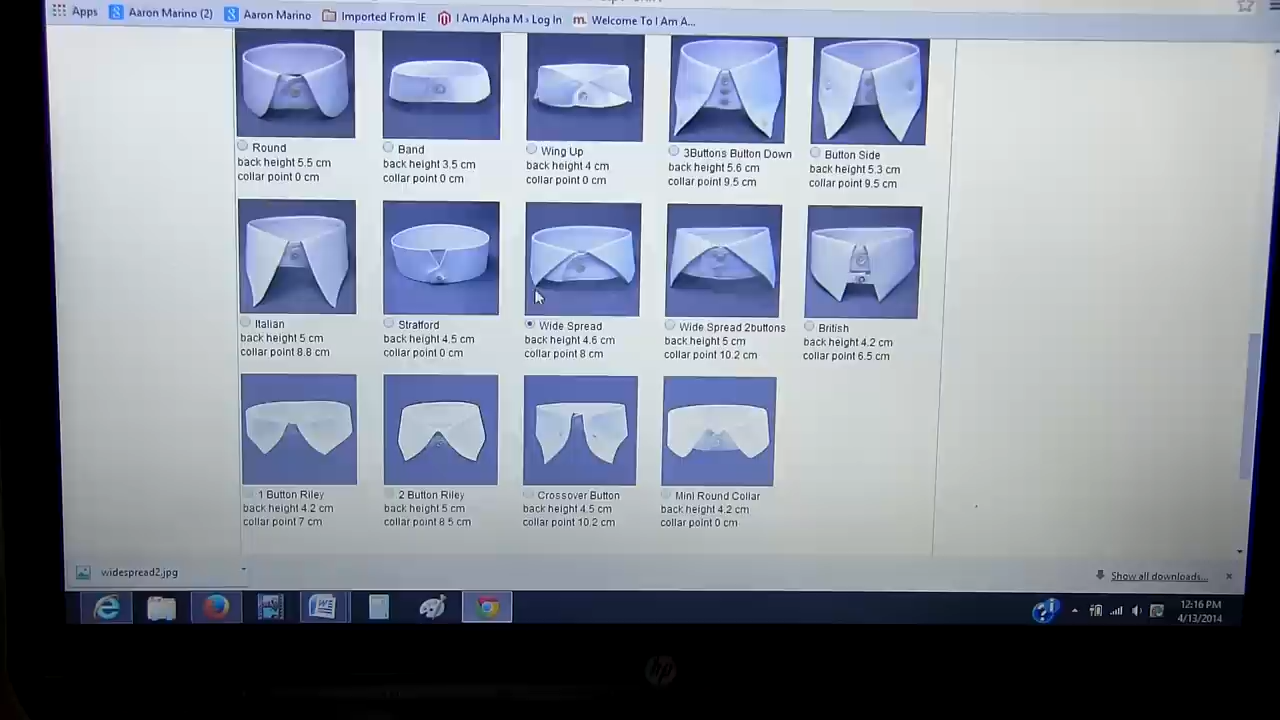 Apps
Aaron Marino (2)
Aaron Marino
Imported From IE
I Am Alpha M › Log In
m. Welcome To I Am A...
Round
back height 5.5 cm
collar point 0 cm
Band
back height 3.5 cm
collar point 0 cm
Wing Up
back height 4 cm
collar point 0 cm
3Buttons Button Down
back height 5.6 cm
collar point 9.5 cm
Button Side
back height 5.3 cm
collar point 9.5 cm
Italian
back height 5 cm
collar point 8.8 cm
Stratford
back height 4.5 cm
collar point 0 cm
Wide Spread
back height 4.6 cm
collar point 8 cm
Wide Spread 2buttons
back height 5 cm
collar point 10.2 cm
British
back height 4.2 cm
collar point 6.5 cm
1 Button Riley
back height 4.2 cm
collar point 7 cm
2 Button Riley
back height 5 cm
collar point 8.5 cm
Crossover Button
back height 4.5 cm
collar point 10.2 cm
Mini Round Collar
back height 4.2 cm
collar point 0 cm
widespread2.jpg
Show all downloads...
12:16 PM
4/13/2014
hp